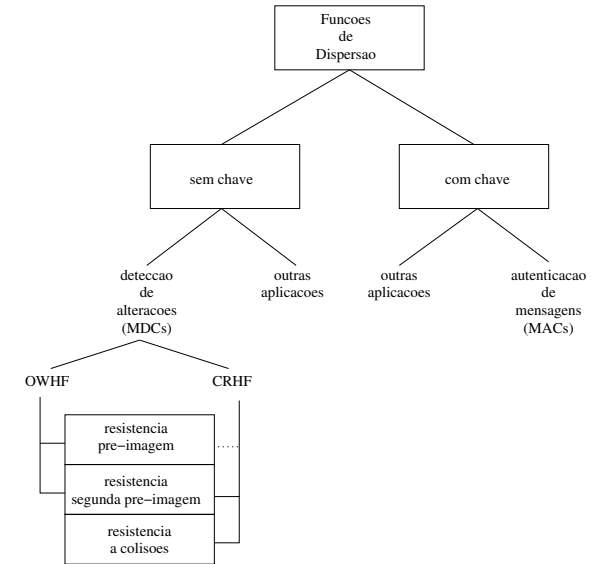 Funcoes
de
Dispersao
sem chave
com chave
deteccao
de
alteracoes
(MDCs)
outras
aplicacoes
outras
aplicacoes
autenticacao
de
mensagens
(MACs)
OWHF
CRHF
resistencia
pre−imagem
resistencia
segunda pre−imagem
resistencia
a colisoes